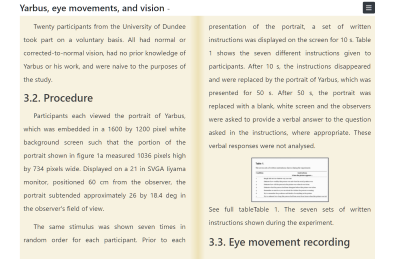 Yarbus, eye movements, and vision -
Twenty participants from the University of Dundee
took part on a voluntary basis. All had normal or
corrected-to-normal vision, had no prior knowledge of
Yarbus or his work, and were naive to the purposes of
the study.
3.2. Procedure
Participants each viewed the portrait of Yarbus,
which was embedded in a 1600 by 1200 pixel white
background screen such that the portion of the
portrait shown in figure 1a measured 1036 pixels high
by 734 pixels wide. Displayed on a 21 in SVGA Iiyama
monitor, positioned 60 cm from the observer, the
portrait subtended approximately 26 by 18.4 deg in
the observer's field of view.
The same stimulus was shown seven times in
random order for each participant. Prior to each
presentation of the portrait, a set of written
instructions was displayed on the screen for 10 s. Table
1 shows the seven different instructions given to
participants. After 10 s, the instructions disappeared
and were replaced by the portrait of Yarbus, which was
presented for 50 s. After 50 s, the portrait was
replaced with a blank, white screen and the observers
were asked to provide a verbal answer to the question
asked in the instructions, where appropriate. These
verbal responses were not analysed.
Table 1
See full tableTable 1. The seven sets of written
instructions shown during the experiment.
3.3. Eye movement recording